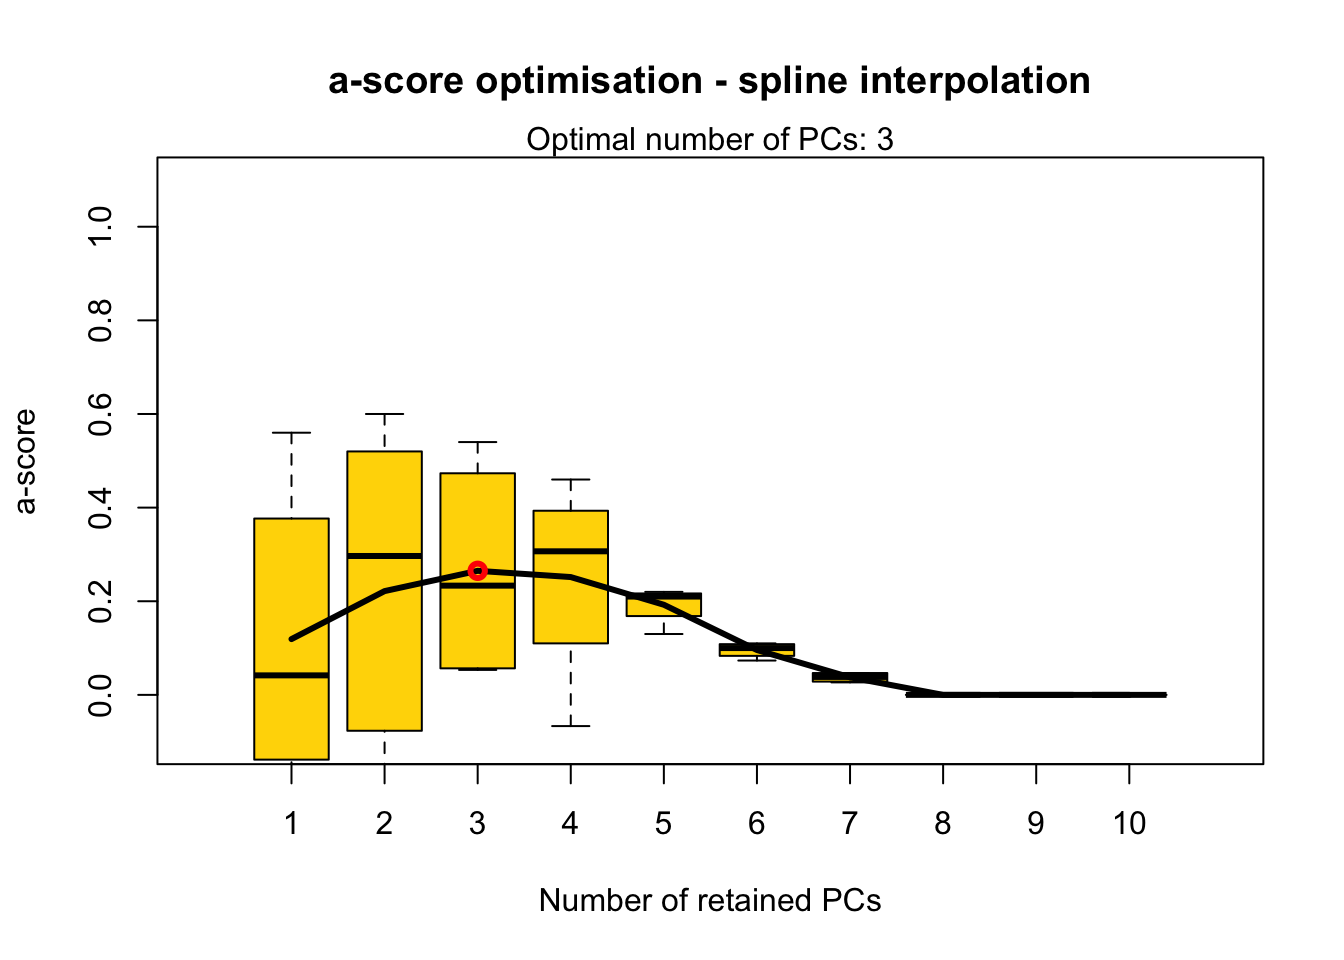 a-score optimisation - spline interpolation
Optimal number of PCs: 3
a-score
1.0
0.8
0.6
0.4
0.2
0.0
1 2 3 4 5 6 7 8 9 10
Number of retained PCs